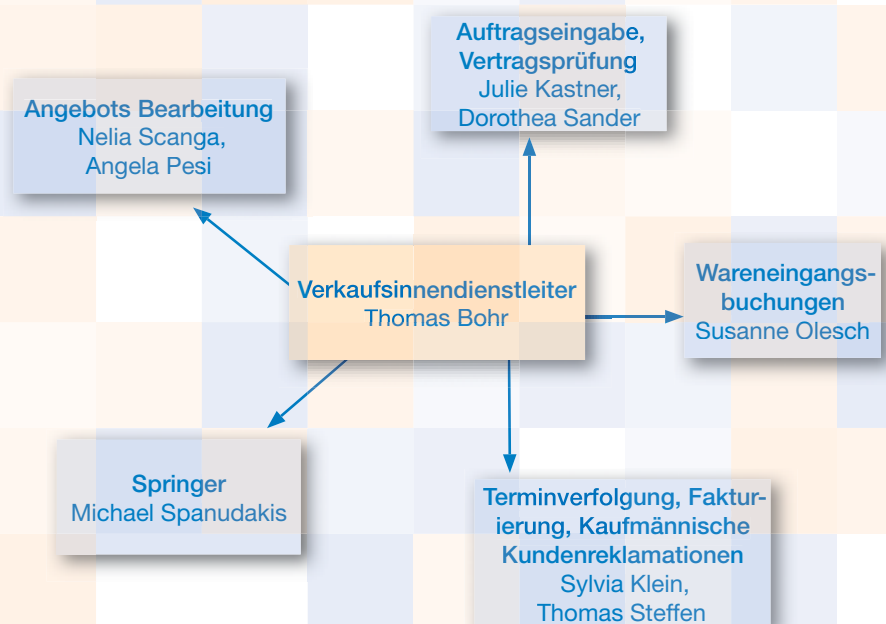 Auftragseingabe,
Vertragsprüfung
Julie Kastner,
Dorothea Sander
Angebots Bearbeitung
Nelia Scanga,
Angela Pesi
Verkaufsinnendienstleiter
Thomas Bohr
Wareneingangs-
buchungen
Susanne Olesch
Springer
Michael Spanudakis
Terminverfolgung, Faktur-
ierung, Kaufmännische
Kundenreklamationen
Sylvia Klein,
Thomas Steffen